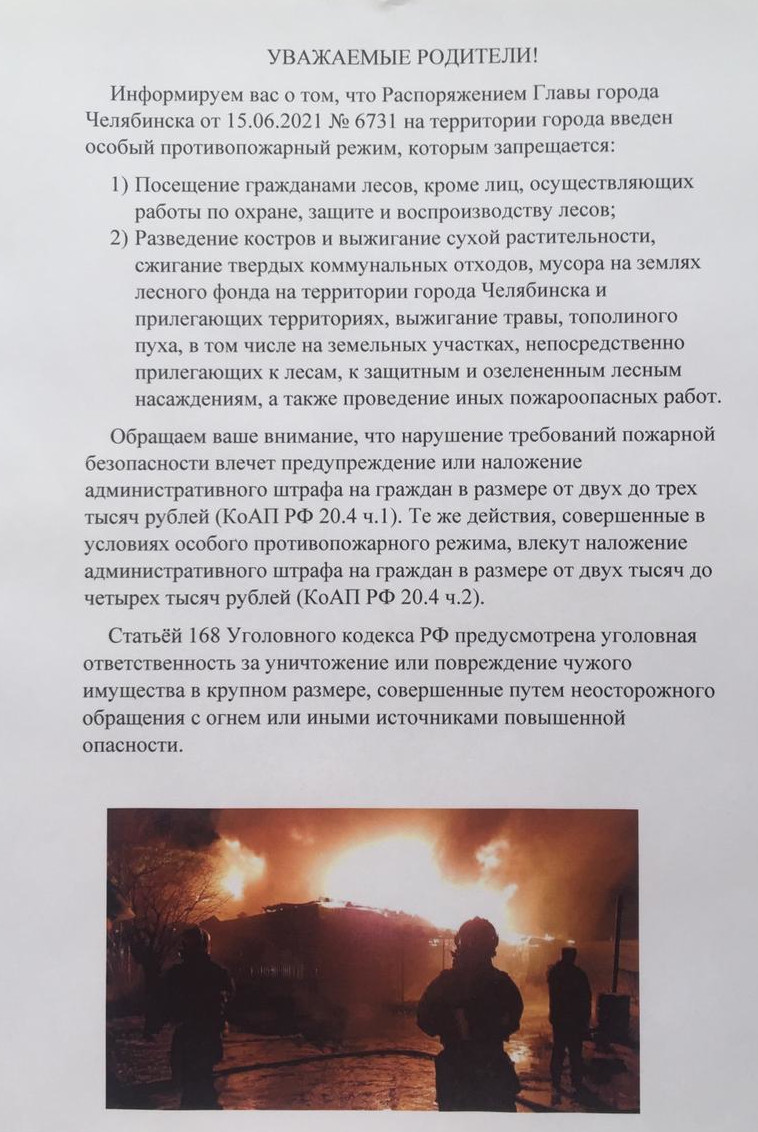 УВАЖАЕМЫЕ РОДИТЕЛИ!
Информируем вас о том, что Распоряжением Главы города
Челябинска от 15.06.2021 № 6731 на территории города введен
особый противопожарный режим, которым запрещается:
1) Посещение гражданами лесов, кроме лиц, осуществляющих
работы по охране, защите и воспроизводству лесов;
2) Разведение костров и выжигание сухой растительности,
сжигание твердых коммунальных отходов, мусора на землях
лесного фонда на территории города Челябинска и
прилегающих территориях, выжигание травы, тополиного
пуха, в том числе на земельных участках, непосредственно
прилегающих к лесам, к защитным и озелененным лесным
насаждениям, а также проведение иных пожароопасных работ.
Обращаем ваше внимание, что нарушение требований пожарной
безопасности влечет предупреждение или наложение
административного штрафа на граждан в размере от двух до трех
тысяч рублей (КоАП РФ 20.4 ч.1). Те же действия, совершенные в
условиях особого противопожарного режима, влекут наложение
административного штрафа на граждан в размере от двух тысяч до
четырех тысяч рублей (КоАП РФ 20.4 ч.2).
Статьёй 168 Уголовного кодекса РФ предусмотрена уголовная
ответственность за уничтожение или повреждение чужого
имущества в крупном размере, совершенные путем неосторожного
обращения с огнем или иными источниками повышенной
опасности.